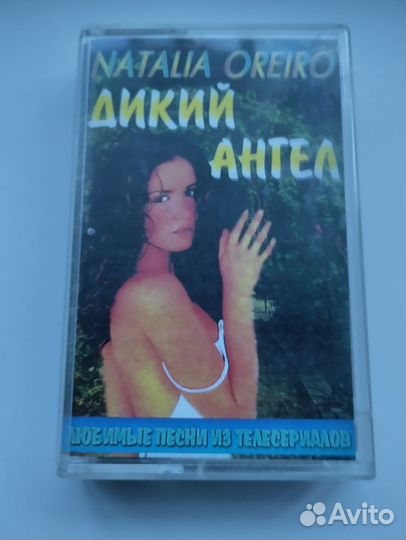 NATALIA OREIRO
ДИКИЙ
АНГЕЛ
ЛЮБИМЫЕ ПЕСНИ ИЗ ТЕЛЕСЕРИАЛОВ
Avito